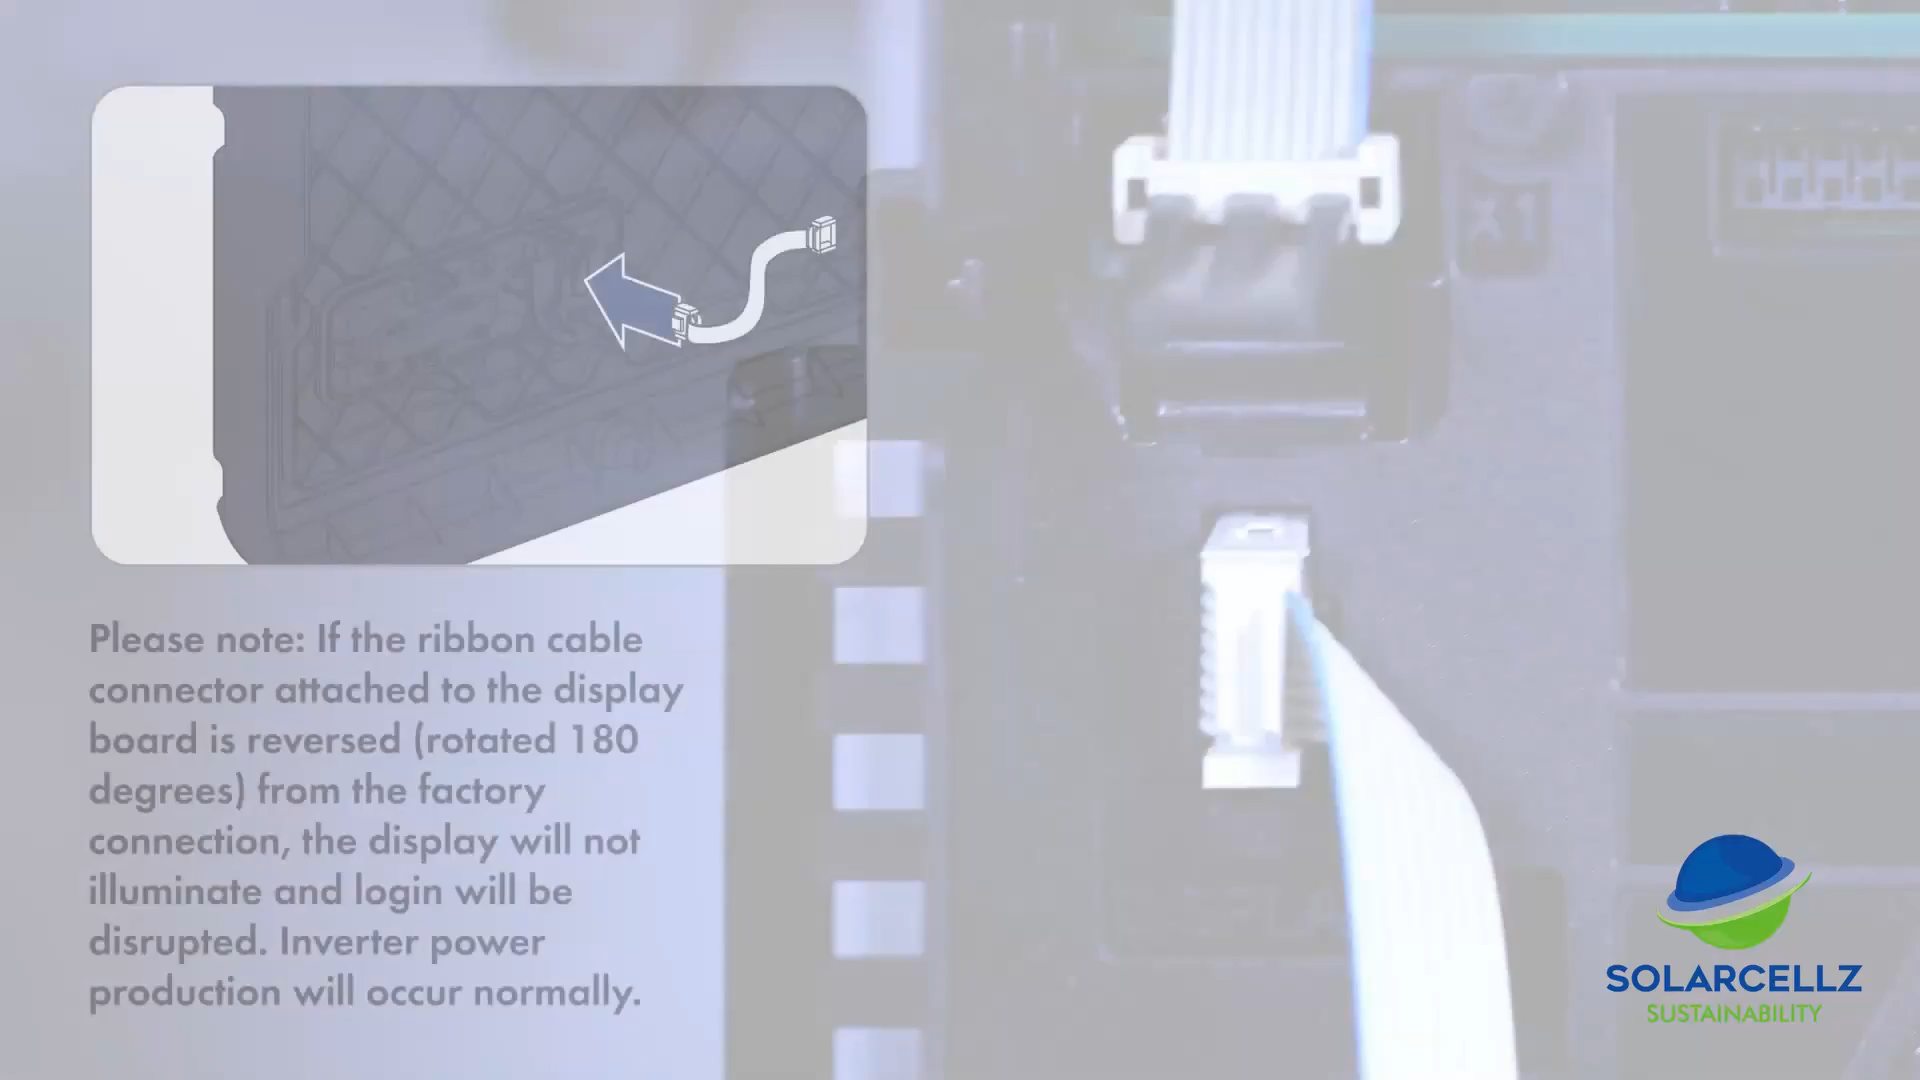 X1
Please note: If the ribbon cable
connector attached to the display
board is reversed (rotated 180
degrees) from the factory
connection, the display will not
illuminate and login will be
disrupted. Inverter power
production will occur normally.
SOLARCELLZ
SUSTAINABILITY